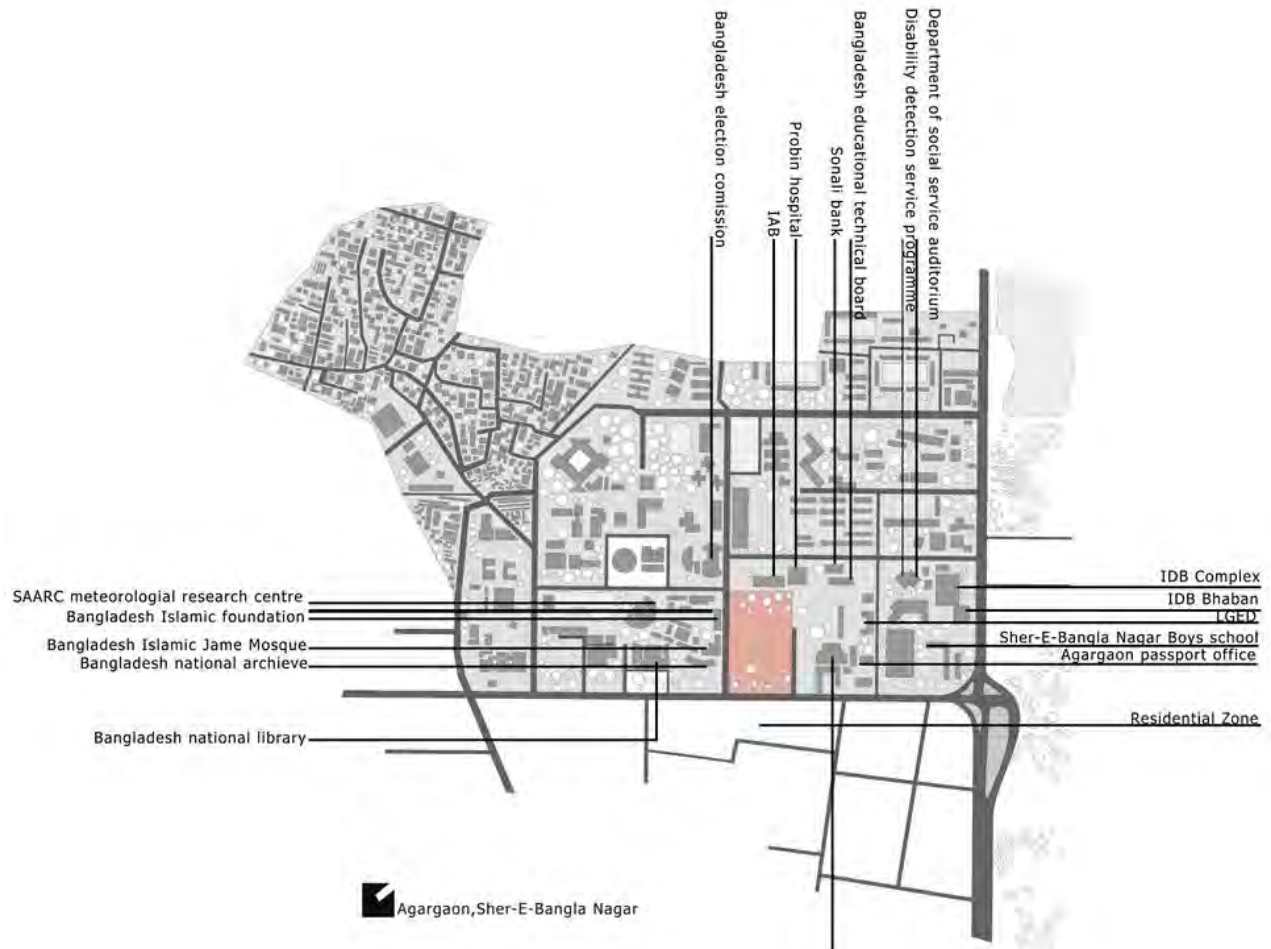 Bangladesh election comission
IAB
Probin hospital
Sonali bank
Bangladesh educational technical board
Disability detection service programme
Department of social service auditorium
SAARC meteorologial research centre
Bangladesh Islamic foundation
Bangladesh Islamic Jame Mosque
Bangladesh national archieve
Bangladesh national library
IDB Complex
IDB Bhaban
LGED
Sher-E-Bangla Nagar Boys school
Agargaon passport office
Residential Zone
Agargaon,Sher-E-Bangla Nagar